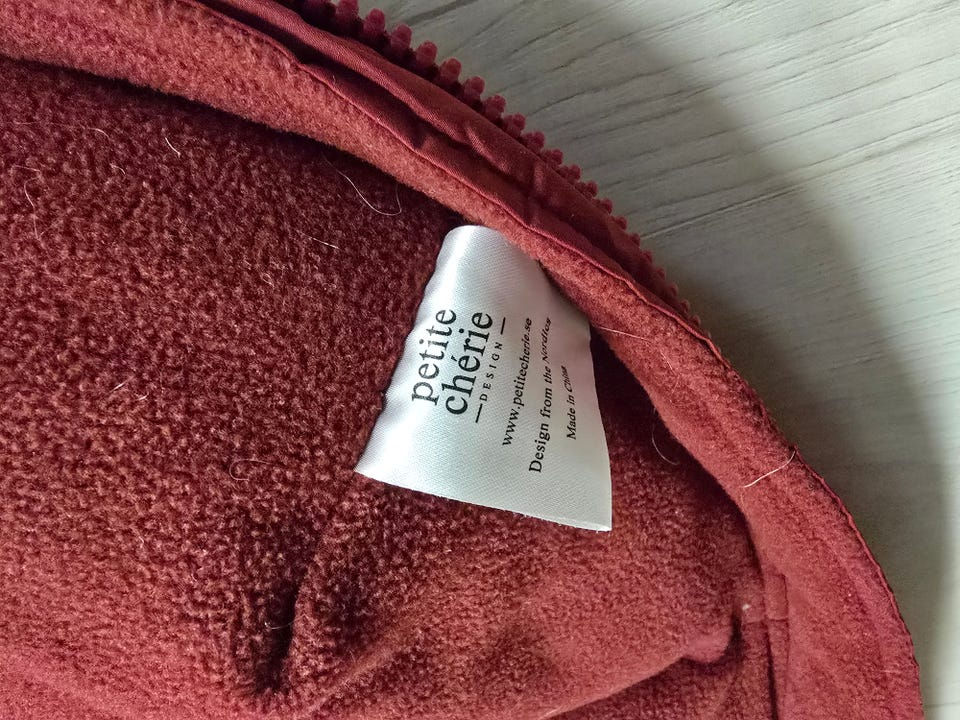 petite
chérie
— DESIGN —
www.petitecherie.se
Design from the Nordics
Made in China